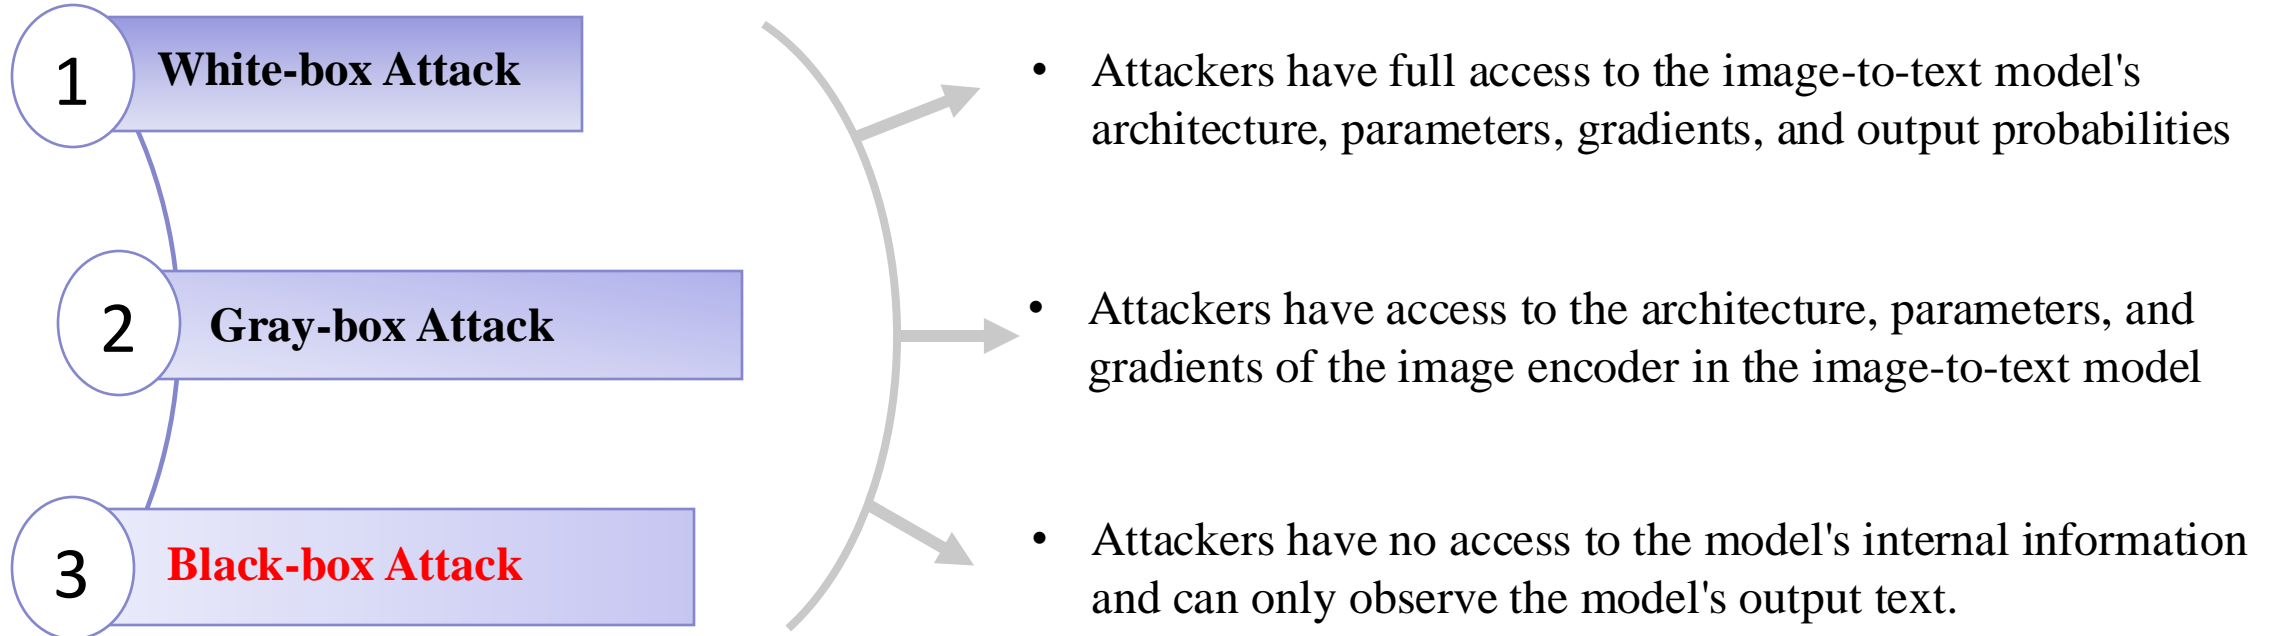 1 White-box Attack
• Attackers have full access to the image-to-text model's
architecture, parameters, gradients, and output probabilities
2 Gray-box Attack
• Attackers have access to the architecture, parameters, and
gradients of the image encoder in the image-to-text model
3 Black-box Attack
• Attackers have no access to the model's internal information
and can only observe the model's output text.